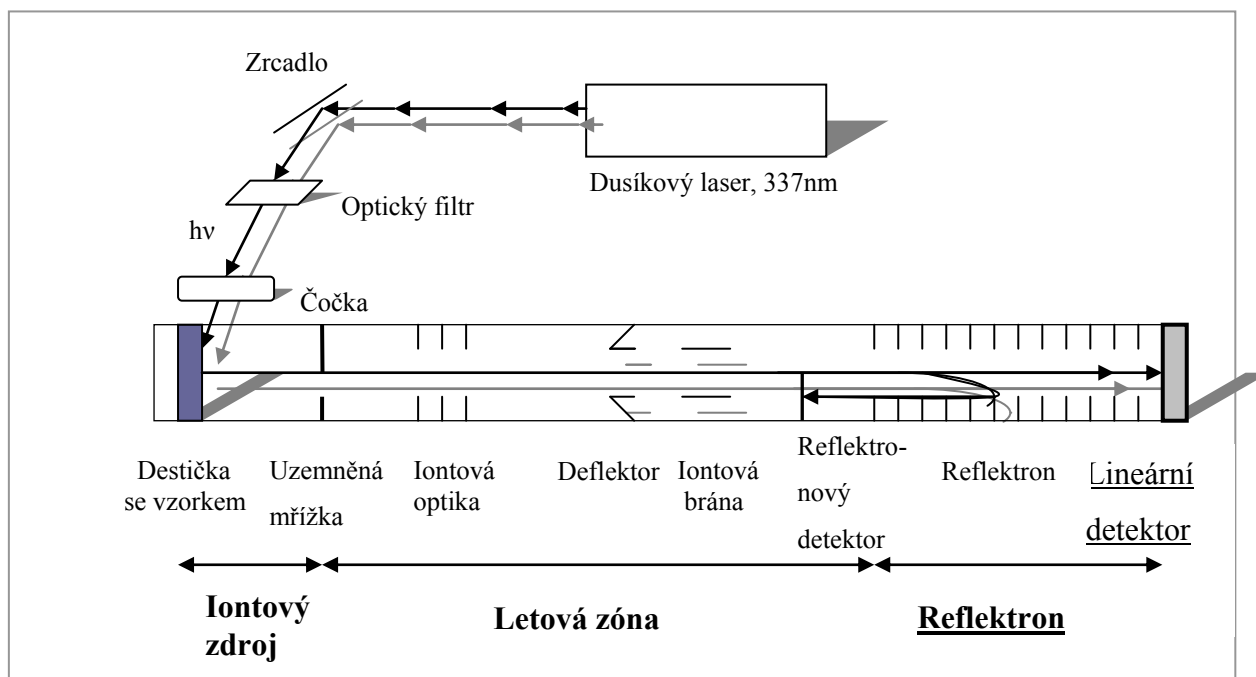 Zrcadlo
Dusíkový laser, 337nm
Optický filtr
hν
Čočka
Destička
se vzorkem
Uzemněná
mřížka
Iontová
optika
Deflektor
Iontová
brána
Reflektro-
nový
detektor
Reflektron
Lineární
detektor
Iontový
zdroj
Letová zóna
Reflektron